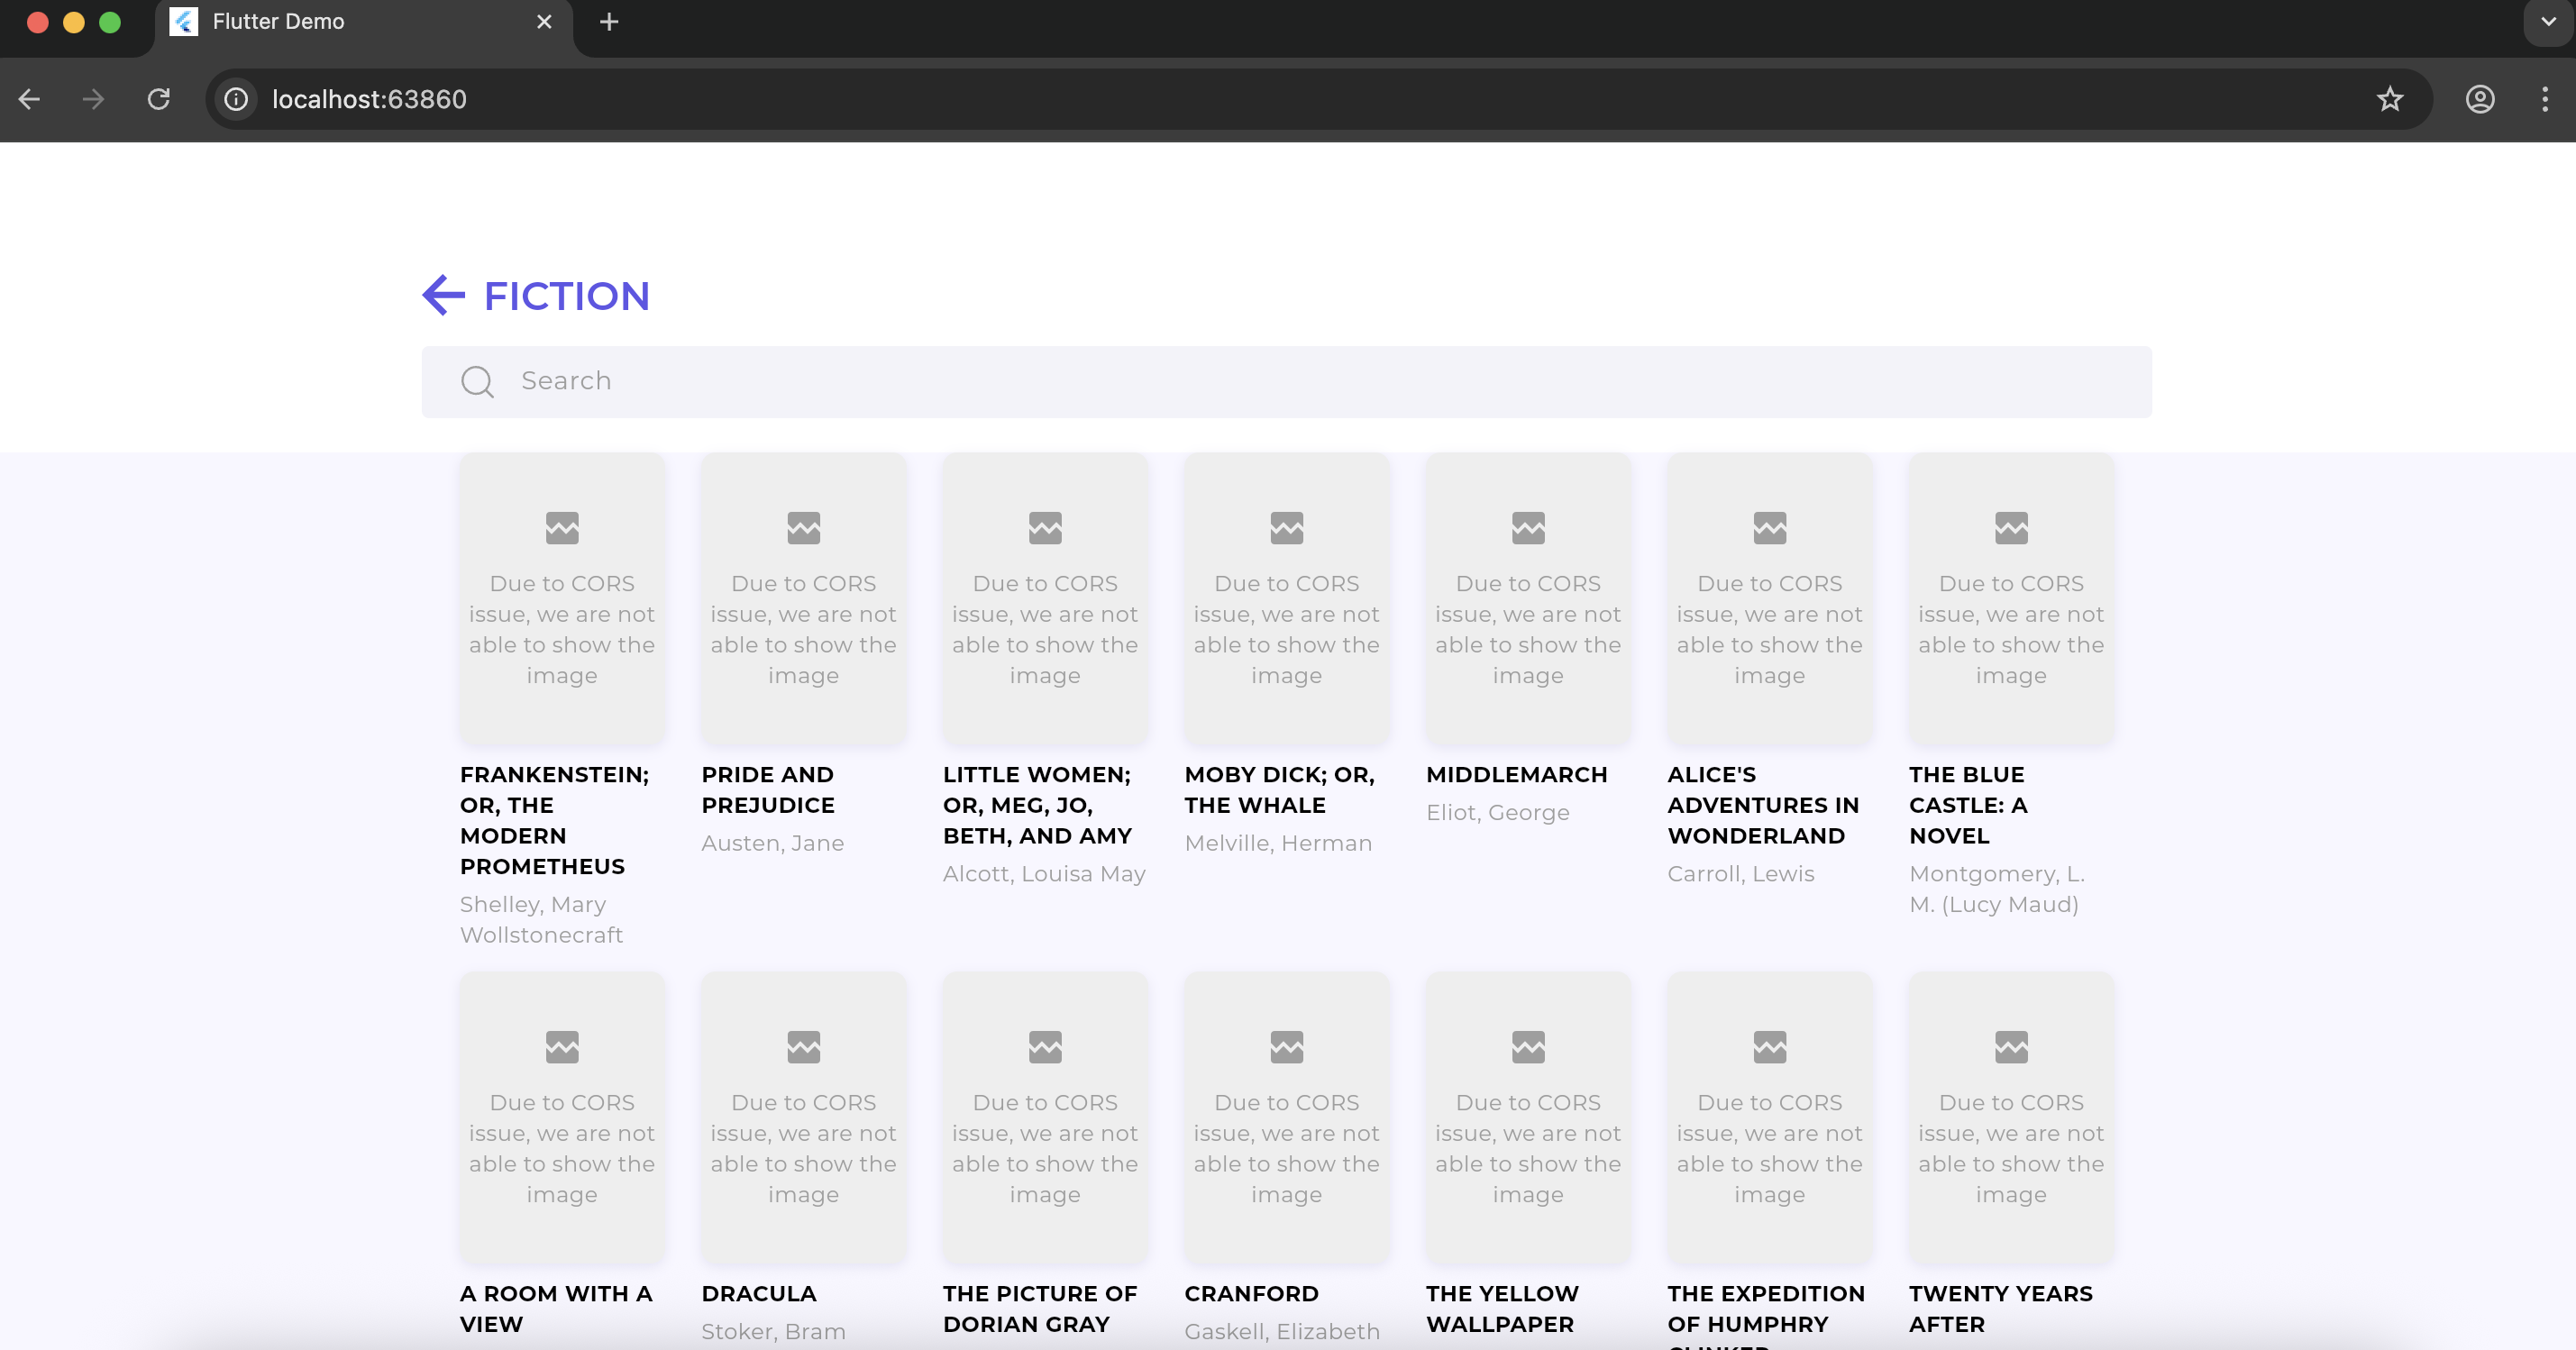 Flutter Demo
localhost:63860
FICTION
Search
Due to CORS
issue, we are not
able to show the
image
Due to CORS
issue, we are not
able to show the
image
Due to CORS
issue, we are not
able to show the
image
Due to CORS
issue, we are not
able to show the
image
Due to CORS
issue, we are not
able to show the
image
Due to CORS
issue, we are not
able to show the
image
Due to CORS
issue, we are not
able to show the
image
FRANKENSTEIN;
OR, THE
MODERN
PROMETHEUS
Shelley, Mary
Wollstonecraft
PRIDE AND
PREJUDICE
Austen, Jane
LITTLE WOMEN;
OR, MEG, JO,
BETH, AND AMY
Alcott, Louisa May
MOBY DICK; OR,
THE WHALE
Melville, Herman
MIDDLEMARCH
Eliot, George
ALICE'S
ADVENTURES IN
WONDERLAND
Carroll, Lewis
THE BLUE
CASTLE: A
NOVEL
Montgomery, L.
M. (Lucy Maud)
Due to CORS
issue, we are not
able to show the
image
Due to CORS
issue, we are not
able to show the
image
Due to CORS
issue, we are not
able to show the
image
Due to CORS
issue, we are not
able to show the
image
Due to CORS
issue, we are not
able to show the
image
Due to CORS
issue, we are not
able to show the
image
Due to CORS
issue, we are not
able to show the
image
A ROOM WITH A
VIEW
DRACULA
Stoker, Bram
THE PICTURE OF
DORIAN GRAY
CRANFORD
Gaskell, Elizabeth
THE YELLOW
WALLPAPER
THE EXPEDITION
OF HUMPHRY
TWENTY YEARS
AFTER